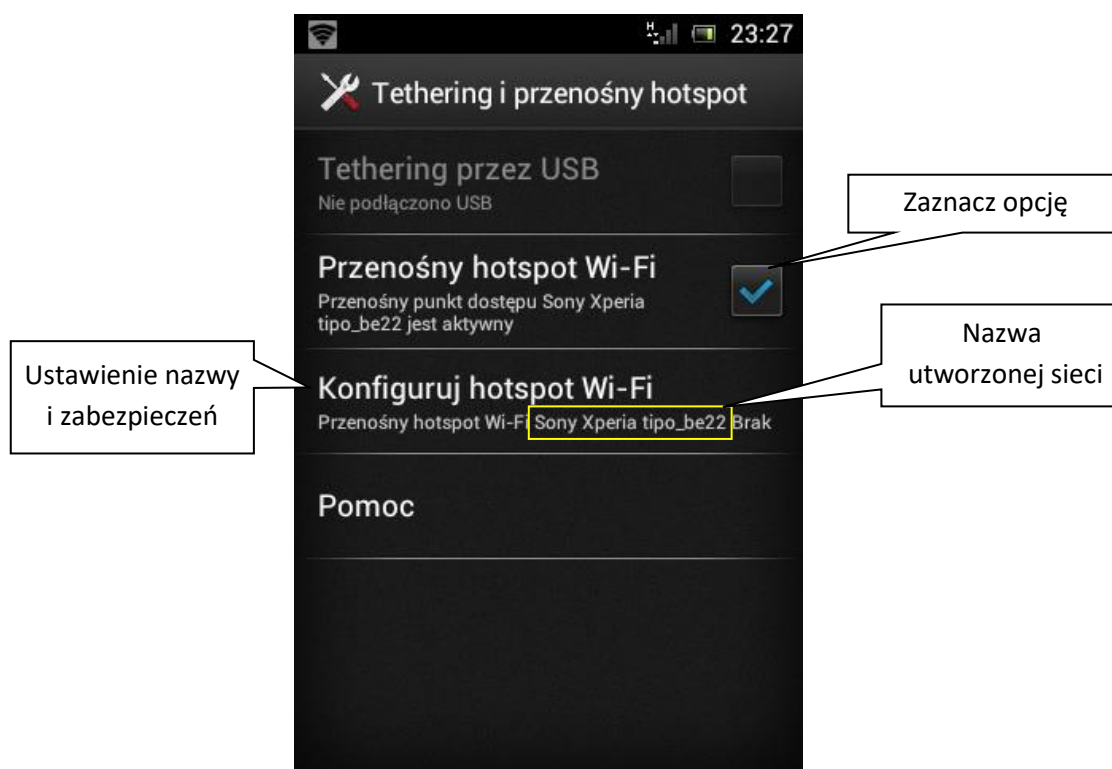 H
23:27
Tethering i przenośny hotspot
Tethering przez USB
Nie podłączono USB
Zaznacz opcję
Przenośny hotspot Wi-Fi
Przenośny punkt dostępu Sony Xperia
tipo_be22 jest aktywny
Nazwa
utworzonej sieci
Ustawienie nazwy
i zabezpieczeń
Konfiguruj hotspot Wi-Fi
Przenośny hotspot Wi-Fi Sony Xperia tipo_be22 Brak
Pomoc